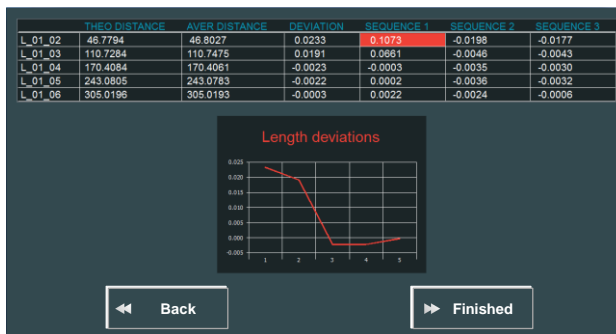 THEO DISTANCE AVER DISTANCE DEVIATION SEQUENCE 1 SEQUENCE 2 SEQUENCE 3
L_01_02 46.7794 46.8027 0.0233 0.1073 -0.0198 -0.0177
L_01_03 110.7284 110.7475 0.0191 0.0661 -0.0046 -0.0043
L_01_04 170.4084 170.4061 -0.0023 -0.0003 -0.0035 -0.0030
L_01_05 243.0805 243.0783 -0.0022 0.0002 -0.0036 -0.0032
L_01_06 305.0196 305.0193 -0.0003 0.0022 -0.0024 -0.0006
Length deviations
0.025
0.020
0.015
0.010
0.005
0.000
-0.005
1 2 3 4 5
Back Finished